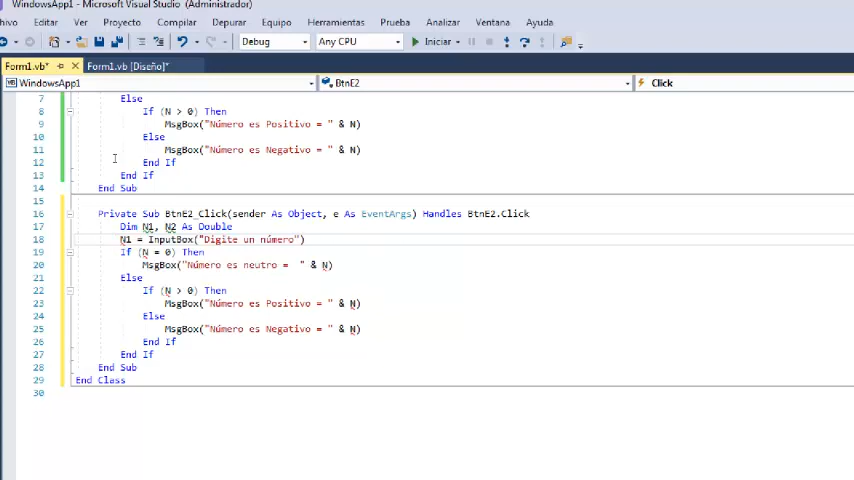 WindowsApp1 - Microsoft Visual Studio (Administrador)
hivo Editar Ver Proyecto Compilar Depurar Equipo Herramientas Prueba Analizar Ventana Ayuda
Debug Any CPU Iniciar
Form1.vb* Form1.vb [Diseño]*
WindowsApp1 BtnE2 Click
7 Else
8 If (N > 0) Then
9 MsgBox("Número es Positivo = " & N)
10 Else
11 MsgBox("Número es Negativo = " & N)
12 End If
13 End If
14 End Sub
15
16 Private Sub BtnE2_Click(sender As Object, e As EventArgs) Handles BtnE2.Click
17 Dim N1, N2 As Double
18 N1 = InputBox("Digite un número")
19 If (N = 0) Then
20 MsgBox("Número es neutro =  " & N)
21 Else
22 If (N > 0) Then
23 MsgBox("Número es Positivo = " & N)
24 Else
25 MsgBox("Número es Negativo = " & N)
26 End If
27 End If
28 End Sub
29 End Class
30